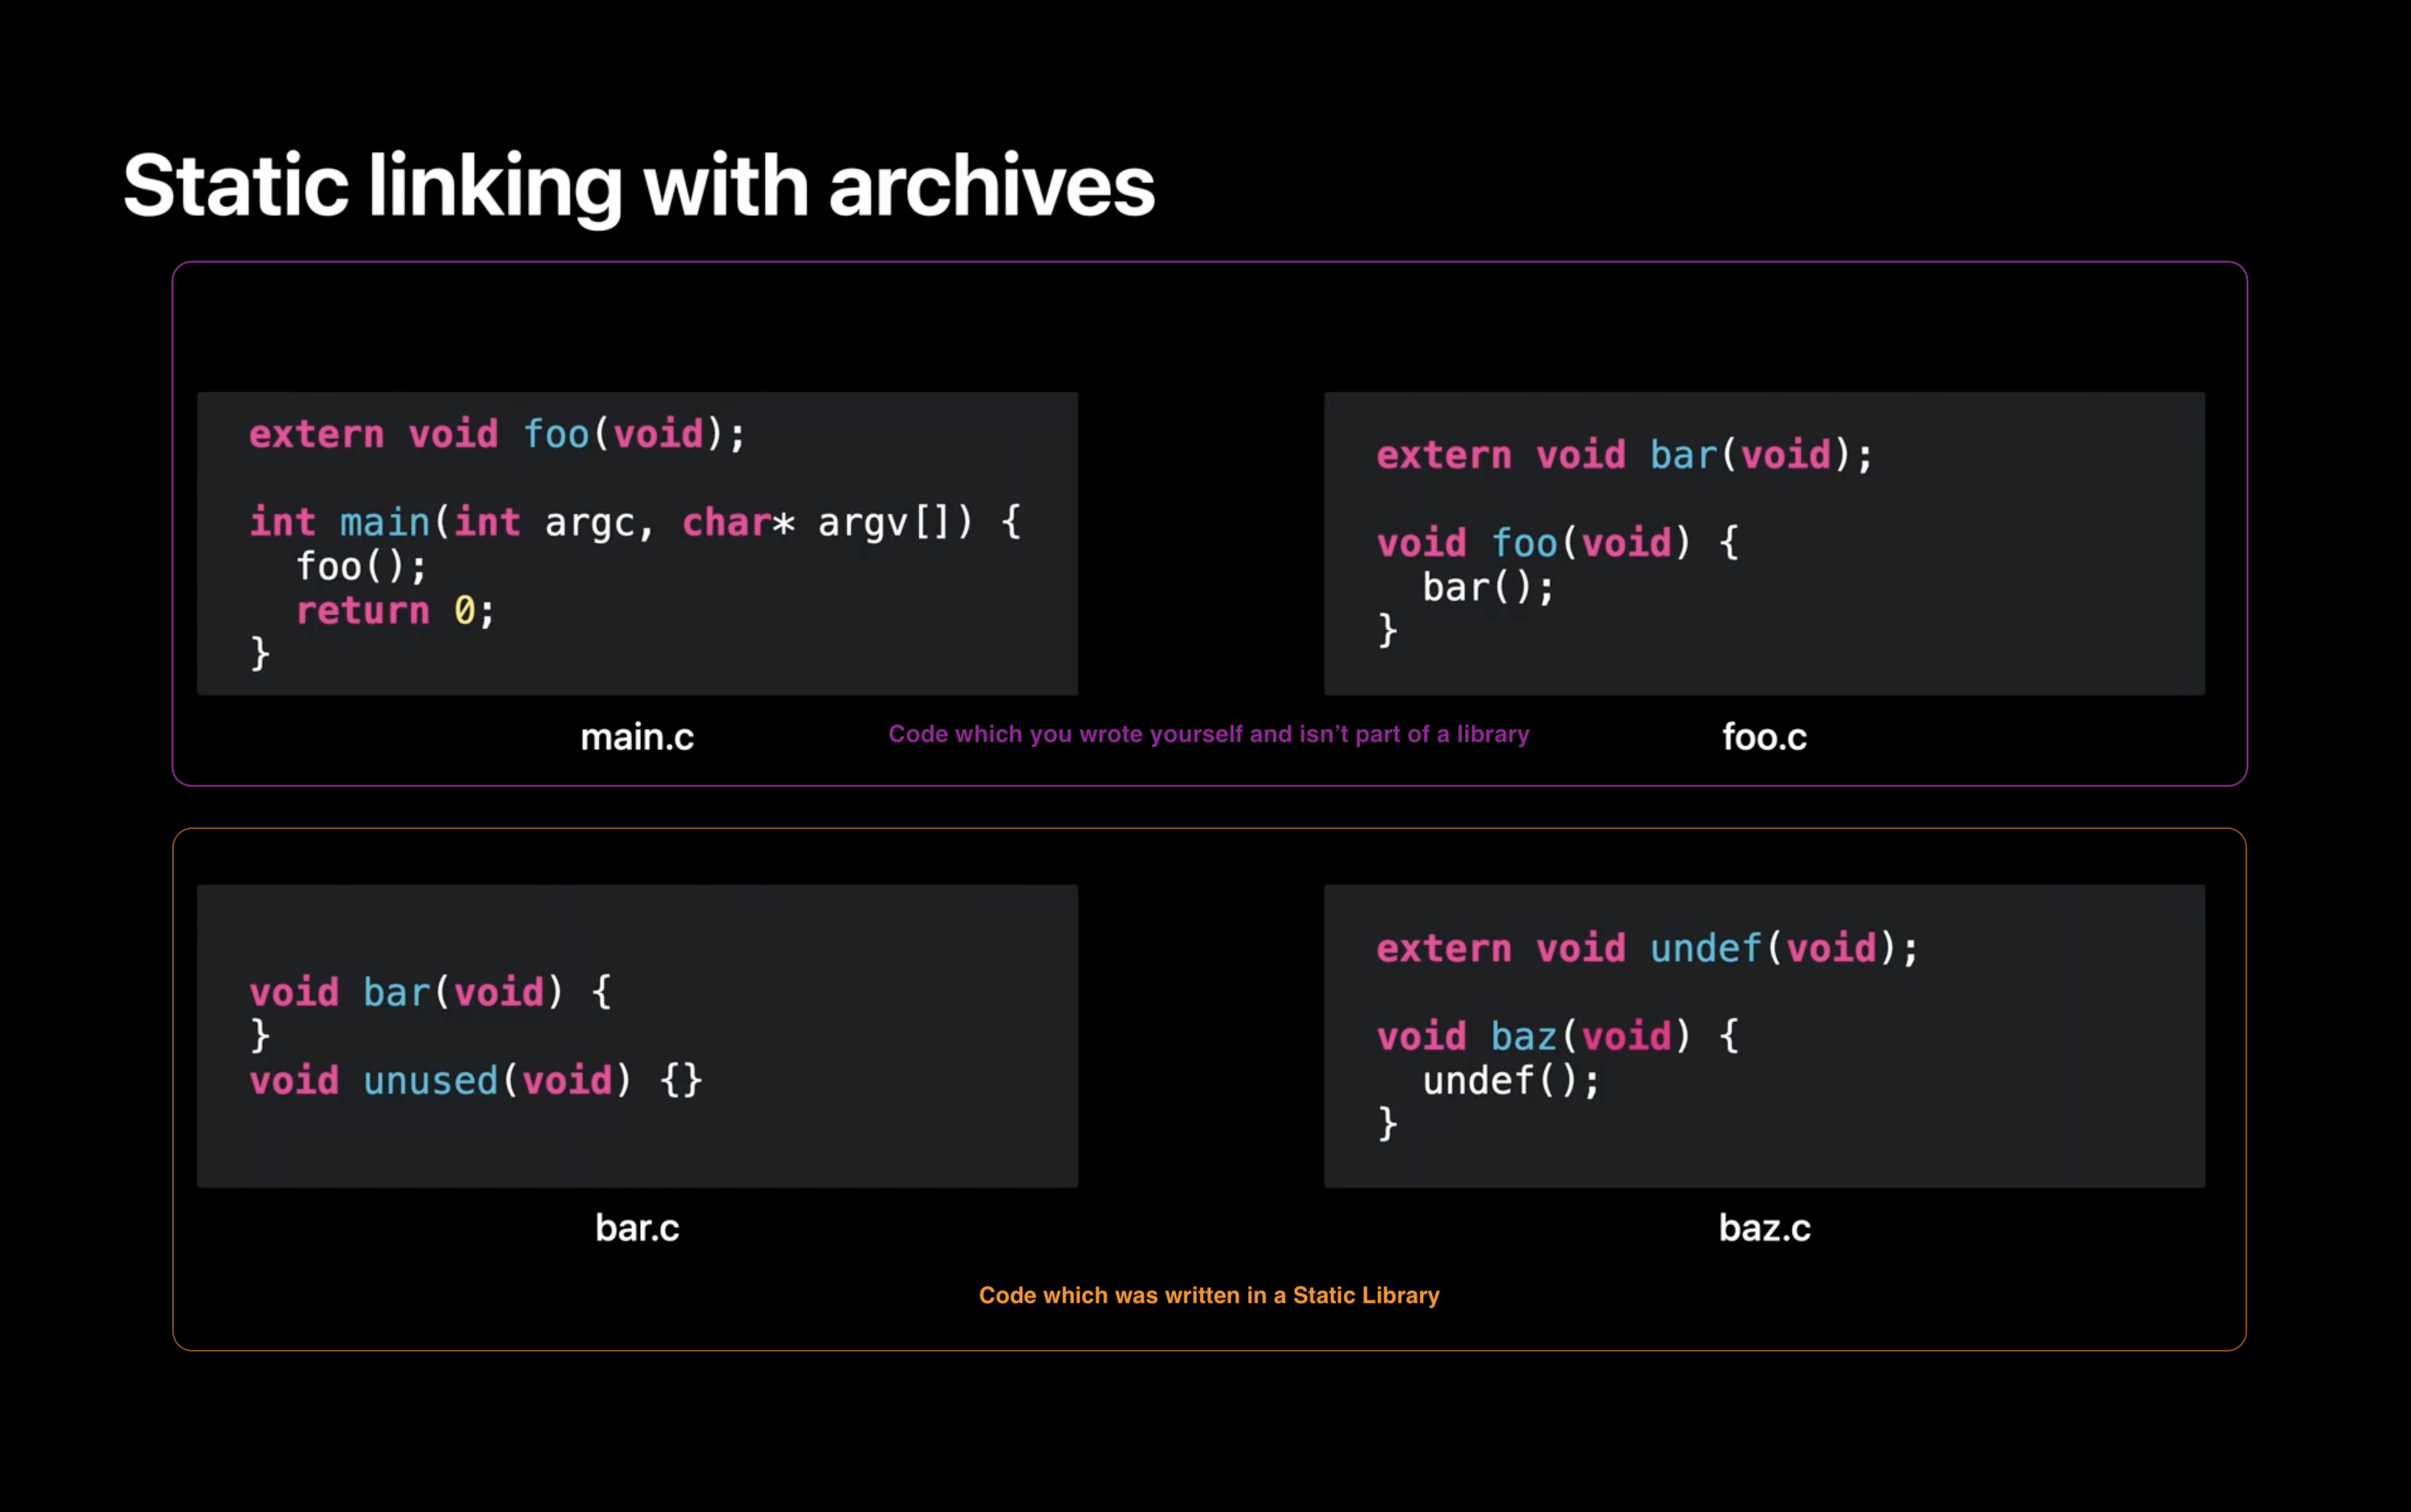 Static linking with archives
extern void foo(void);
int main(int argc, char* argv[]) {
  foo();
  return 0;
}
main.c
extern void bar(void);
void foo(void) {
  bar();
}
foo.c
Code which you wrote yourself and isn’t part of a library
void bar(void) {
}
void unused(void) {}
bar.c
extern void undef(void);
void baz(void) {
  undef();
}
baz.c
Code which was written in a Static Library